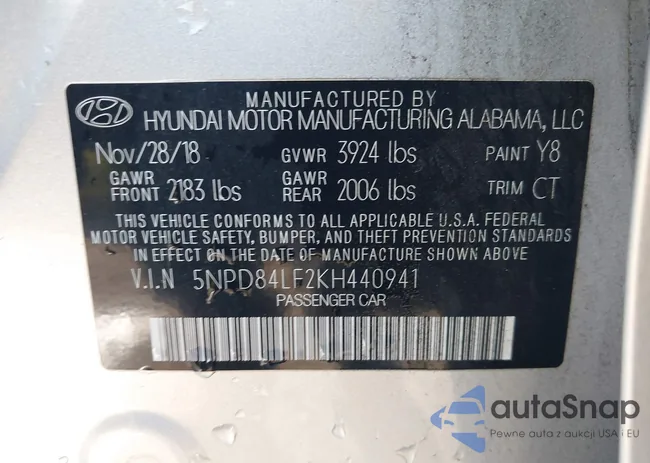 MANUFACTURED BY
HYUNDAI MOTOR MANUFACTURING ALABAMA, LLC
Nov/28/18 GVWR 3924 lbs PAINT Y8
GAWR FRONT 2183 lbs GAWR REAR 2006 lbs TRIM CT
THIS VEHICLE CONFORMS TO ALL APPLICABLE U.S.A. FEDERAL
MOTOR VEHICLE SAFETY, BUMPER, AND THEFT PREVENTION STANDARDS
IN EFFECT ON THE DATE OF MANUFACTURE SHOWN ABOVE
V.I.N 5NPD84LF2KH440941
PASSENGER CAR
autaSnap
Pewne auta z aukcji USA i EU